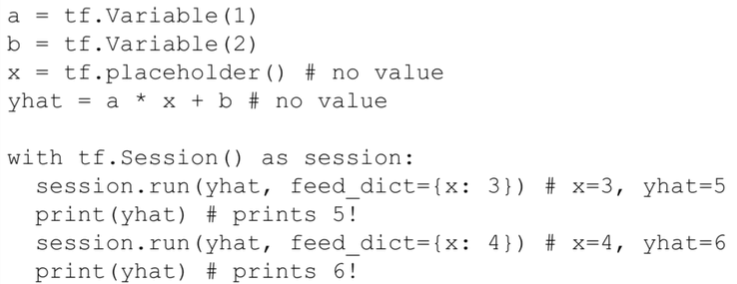 a = tf.Variable(1)
b = tf.Variable(2)
x = tf.placeholder() # no value
yhat = a * x + b # no value

with tf.Session() as session:
  session.run(yhat, feed_dict={x: 3}) # x=3, yhat=5
  print(yhat) # prints 5!
  session.run(yhat, feed_dict={x: 4}) # x=4, yhat=6
  print(yhat) # prints 6!